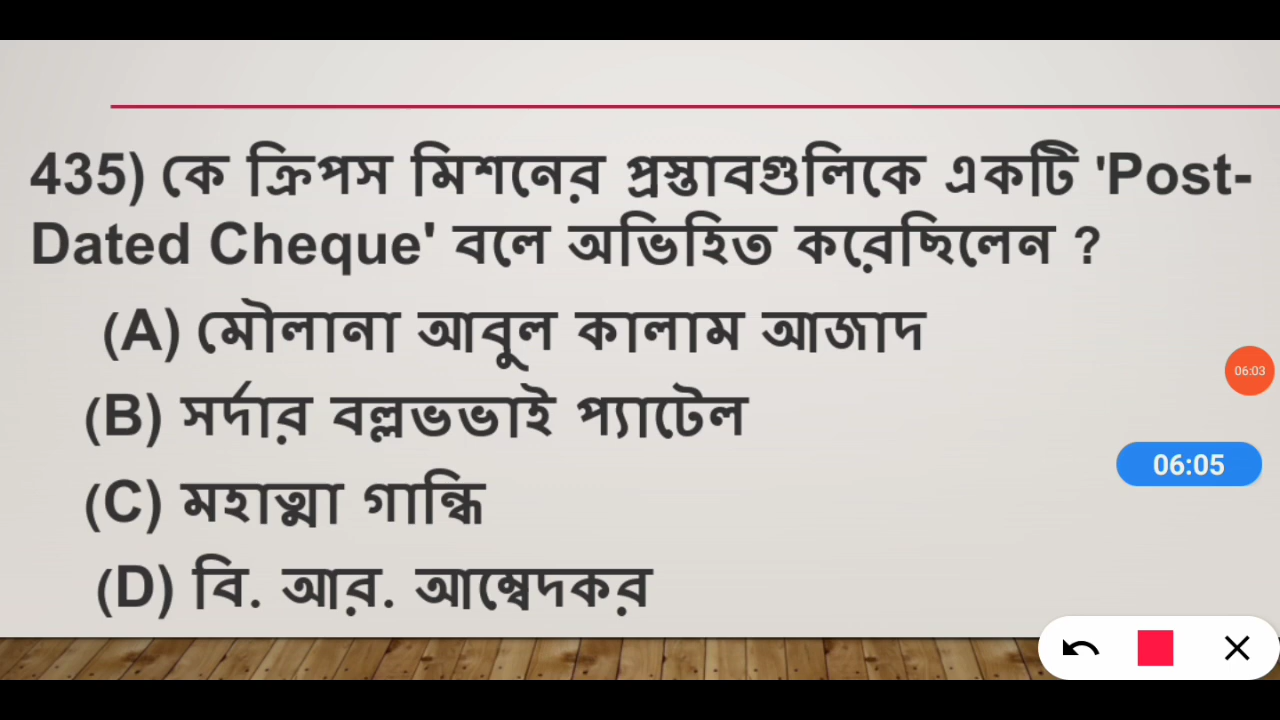 435) কে ক্রিপস মিশনের প্রস্তাবগুলিকে একটি 'Post-
Dated Cheque' বলে অভিহিত করেছিলেন ?
(A) মৌলানা আবুল কালাম আজাদ
(B) সর্দার বল্লভভাই প্যাটেল
(C) মহাত্মা গান্ধি
(D) বি. আর. আম্বেদকর
06:03
06:05